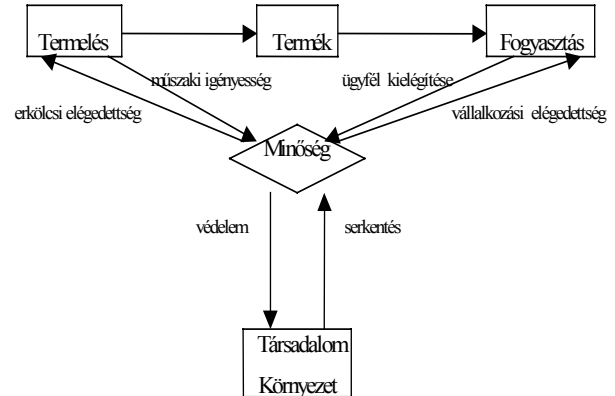 Termelés
Termék
Fogyasztás
műszaki igényesség
ügyfél kielégítése
erkölcsi elégedettség
vállalkozási elégedettség
Minőség
védelem
serkentés
Társadalom
Környezet